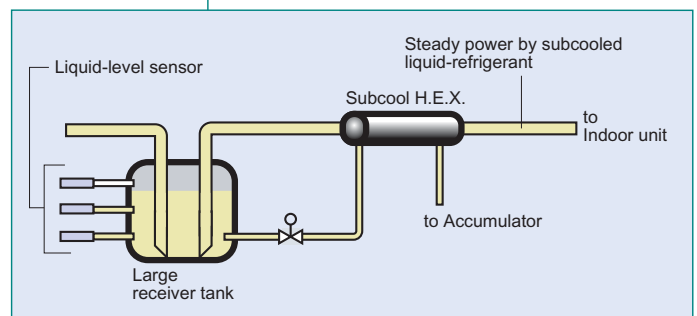 Steady power by subcooled
liquid-refrigerant
Liquid-level sensor
Subcool H.E.X.
to
Indoor unit
to Accumulator
Large
receiver tank